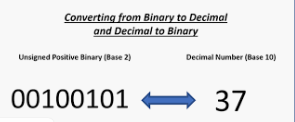 Converting from Binary to Decimal
and Decimal to Binary
Unsigned Positive Binary (Base 2) Decimal Number (Base 10)
00100101 37